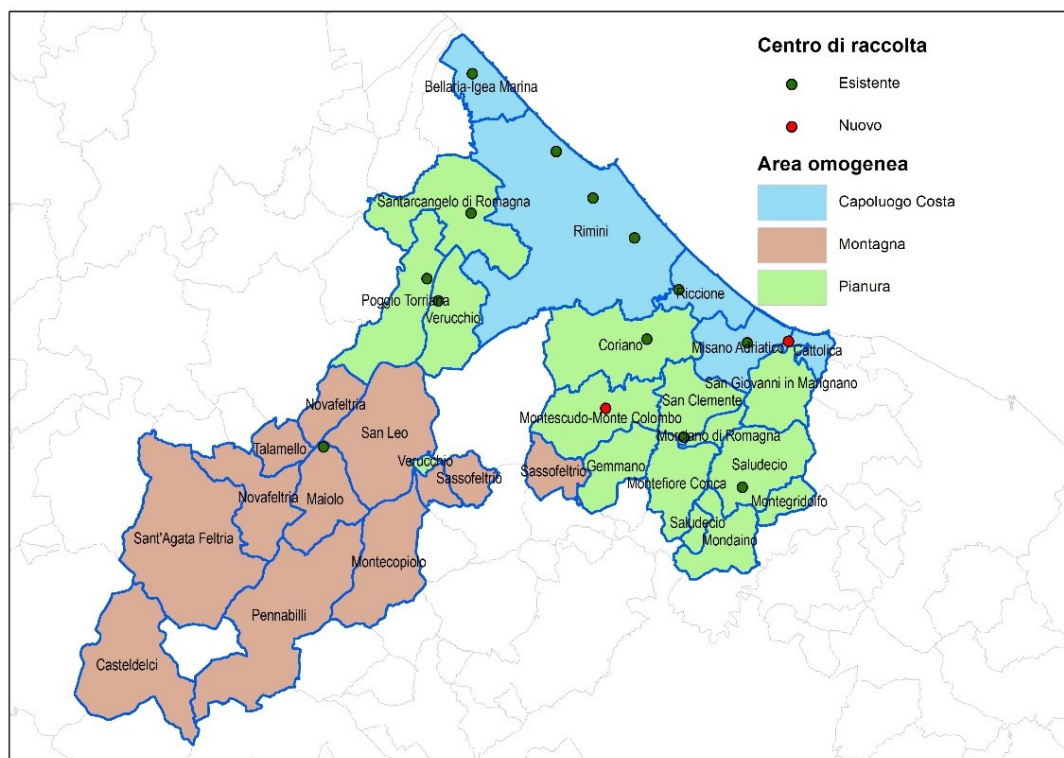 Centro di raccolta
Esistente
Nuovo
Area omogenea
Capoluogo Costa
Montagna
Pianura
Bellaria-Igea Marina
Santarcangelo di Romagna
Rimini
Poggio Torriana
Verucchio
Riccione
Coriano
Misano Adriatico
Cattolica
San Giovanni in Marignano
San Clemente
Novafeltria
Montescudo-Monte Colombo
San Leo
Talamello
Morciano di Romagna
Verucchio
Sassofeltrio
Sassofeltrio
Gemmano
Saludecio
Montefiore Conca
Novafeltria
Maiolo
Montegridolfo
Saludecio
Mondaino
Sant'Agata Feltria
Montecopiolo
Pennabilli
Casteldelci